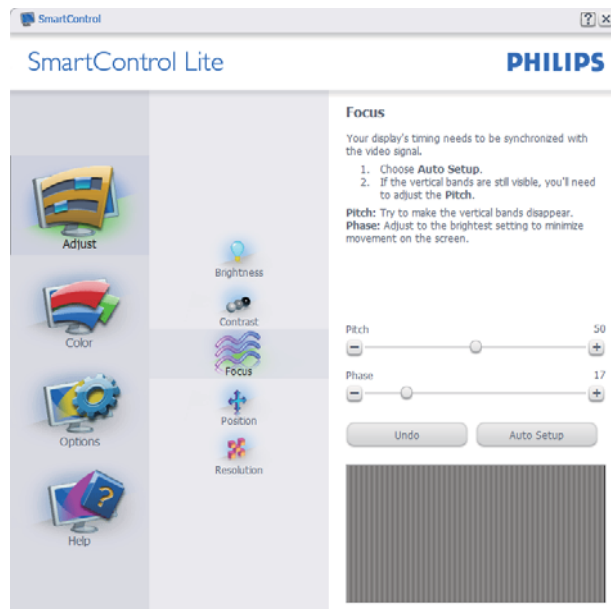 SmartControl
SmartControl Lite
PHILIPS
Adjust
Color
Options
Help
Brightness
Contrast
Focus
Position
Resolution
Focus
Your display's timing needs to be synchronized with
the video signal.
1. Choose Auto Setup.
2. If the vertical bands are still visible, you'll need
to adjust the Pitch.
Pitch: Try to make the vertical bands disappear.
Phase: Adjust to the brightest setting to minimize
movement on the screen.
Pitch 50
Phase 17
Undo Auto Setup